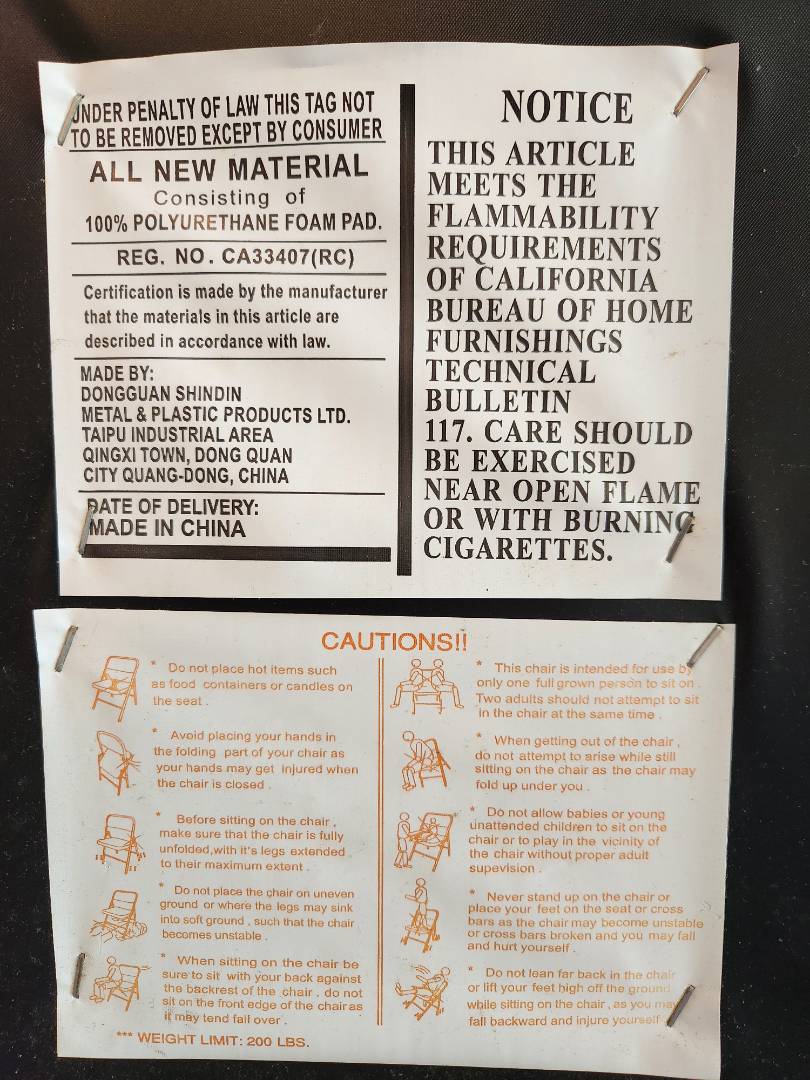 UNDER PENALTY OF LAW THIS TAG NOT
TO BE REMOVED EXCEPT BY CONSUMER
ALL NEW MATERIAL
Consisting of
100% POLYURETHANE FOAM PAD.
REG. NO. CA33407(RC)
Certification is made by the manufacturer
that the materials in this article are
described in accordance with law.
MADE BY:
DONGGUAN SHINDIN
METAL & PLASTIC PRODUCTS LTD.
TAIPU INDUSTRIAL AREA
QINGXI TOWN, DONG QUAN
CITY QUANG-DONG, CHINA
DATE OF DELIVERY:
MADE IN CHINA
NOTICE
THIS ARTICLE
MEETS THE
FLAMMABILITY
REQUIREMENTS
OF CALIFORNIA
BUREAU OF HOME
FURNISHINGS
TECHNICAL
BULLETIN
117. CARE SHOULD
BE EXERCISED
NEAR OPEN FLAME
OR WITH BURNING
CIGARETTES.
CAUTIONS!!
* Do not place hot items such
as food containers or candles on
the seat .
* Avoid placing your hands in
the folding part of your chair as
your hands may get injured when
the chair is closed .
* Before sitting on the chair ,
make sure that the chair is fully
unfolded,with it's legs extended
to their maximum extent .
* Do not place the chair on uneven
ground or where the legs may sink
into soft ground , such that the chair
becomes unstable .
* When sitting on the chair be
sure to sit with your back against
the backrest of the chair . do not
sit on the front edge of the chair as
it may tend fall over .
*** WEIGHT LIMIT: 200 LBS.
* This chair is intended for use by
only one full grown person to sit on .
Two adults should not attempt to sit
in the chair at the same time .
* When getting out of the chair ,
do not attempt to arise while still
sitting on the chair as the chair may
fold up under you .
* Do not allow babies or young
unattended children to sit on the
chair or to play in the vicinity of
the chair without proper adult
supevision .
* Never stand up on the chair or
place your feet on the seat or cross
bars as the chair may become unstable
or cross bars broken and you may fall
and hurt yourself .
* Do not lean far back in the chair
or lift your feet high off the ground
while sitting on the chair , as you may
fall backward and injure yourself